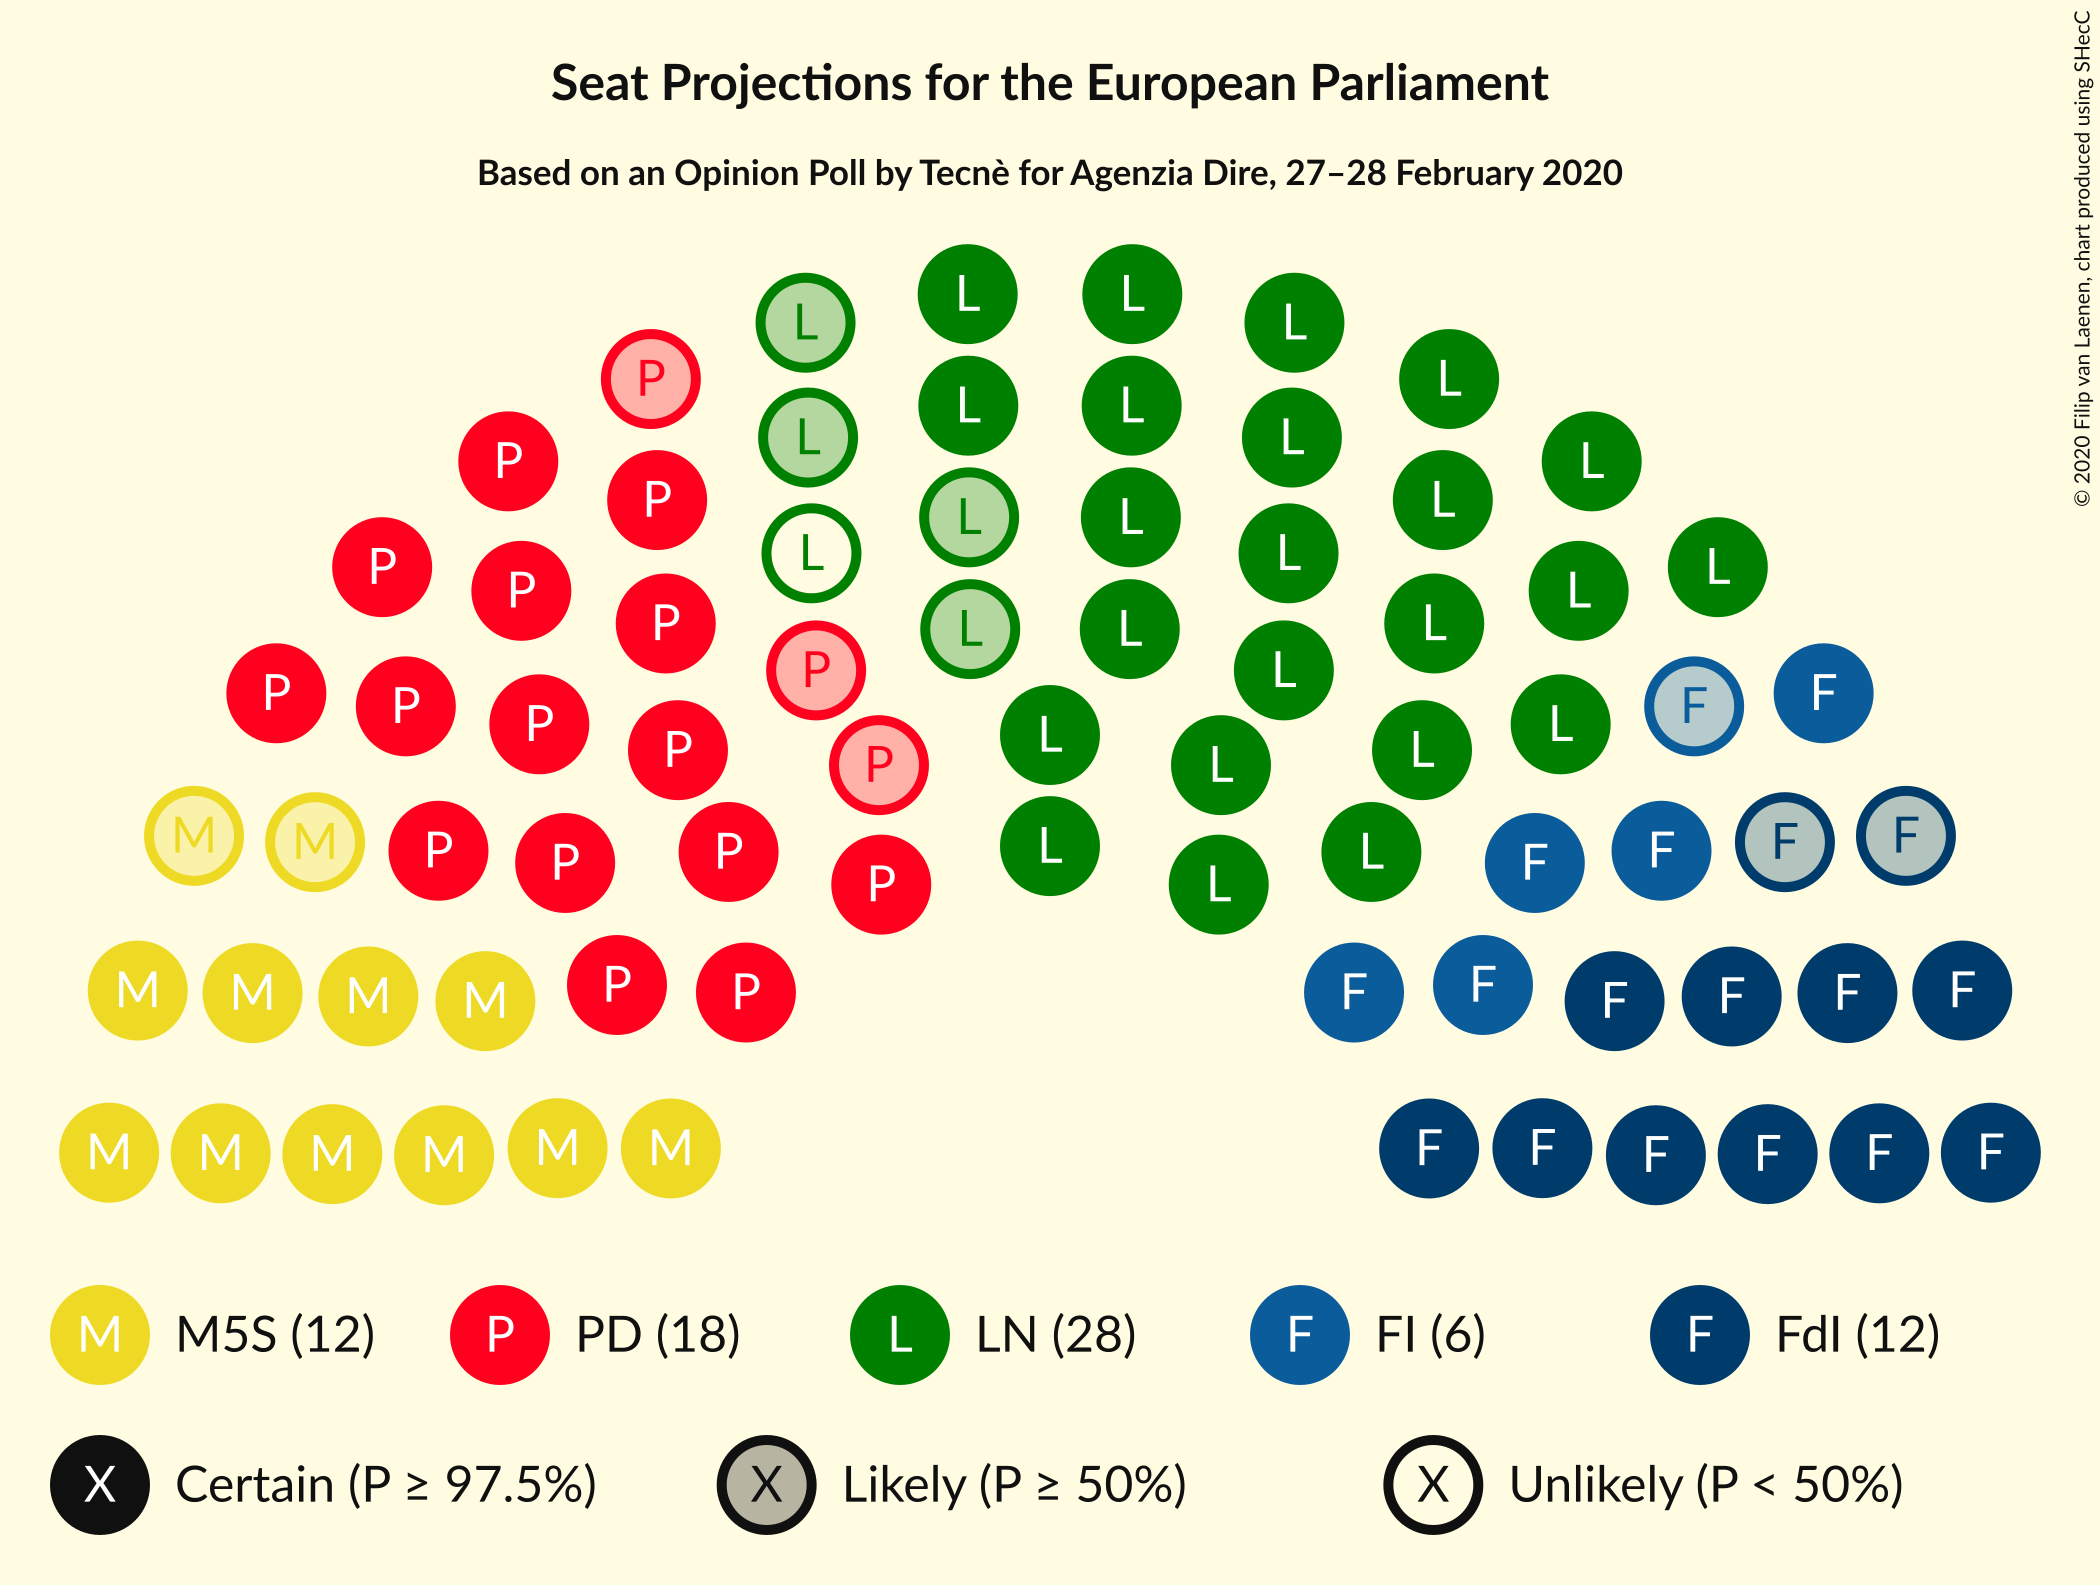 Seat Projections for the European Parliament
Based on an Opinion Poll by Tecnè for Agenzia Dire, 27–28 February 2020
© 2020 Filip van Laenen, chart produced using SHecC
L L L L
P L L L L L
P P L L L L L P
P P P L L L L L L L
P P P P P L L L L L F F
M M P P P P L L L F F F F
M M M M P P F F F F F F
M M M M M M F F F F F F
M M5S (12) P PD (18) L LN (28) F FI (6) F FdI (12)
X Certain (P ≥ 97.5%) X Likely (P ≥ 50%) X Unlikely (P < 50%)